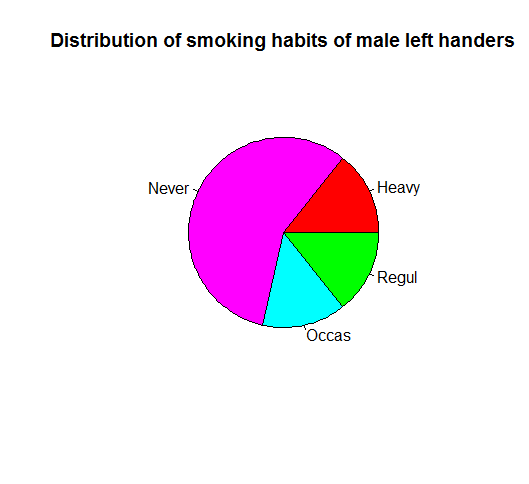 Distribution of smoking habits of male left handers
Never
Heavy
Regul
Occas